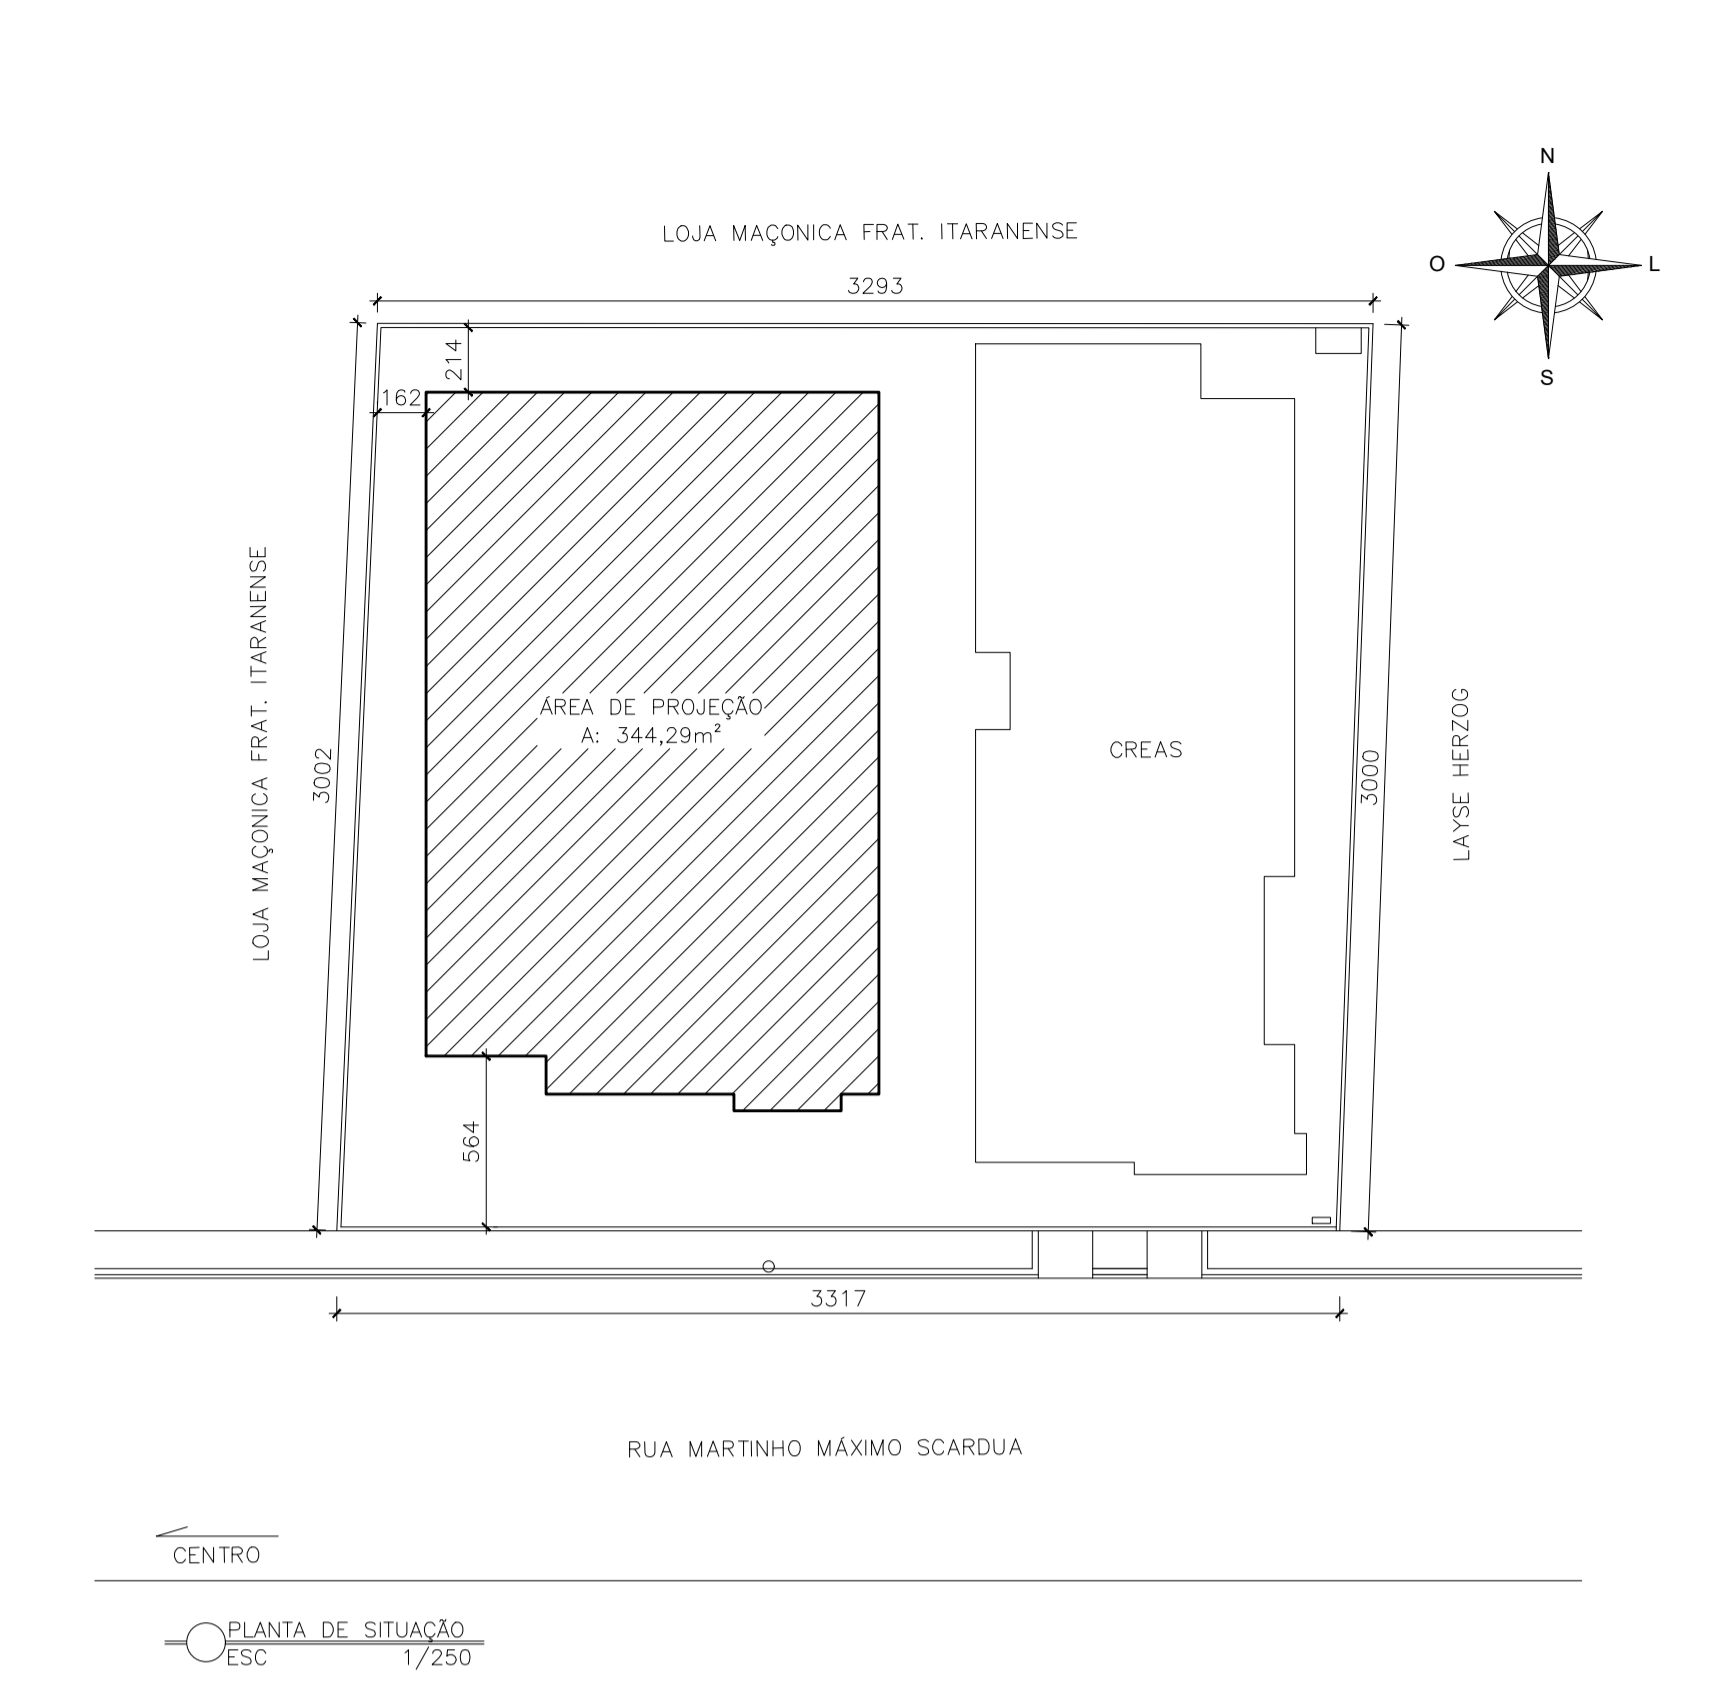 N
LOJA MAÇONICA FRAT. ITARANENSE
O
L
3293
214
S
162
LOJA MAÇONICA FRAT. ITARANENSE
ÁREA DE PROJEÇÃO
A: 344,29m²
CREAS
LAYSE HERZOG
3002
3000
564
3317
RUA MARTINHO MÁXIMO SCARDUA
CENTRO
PLANTA DE SITUAÇÃO
ESC 1/250